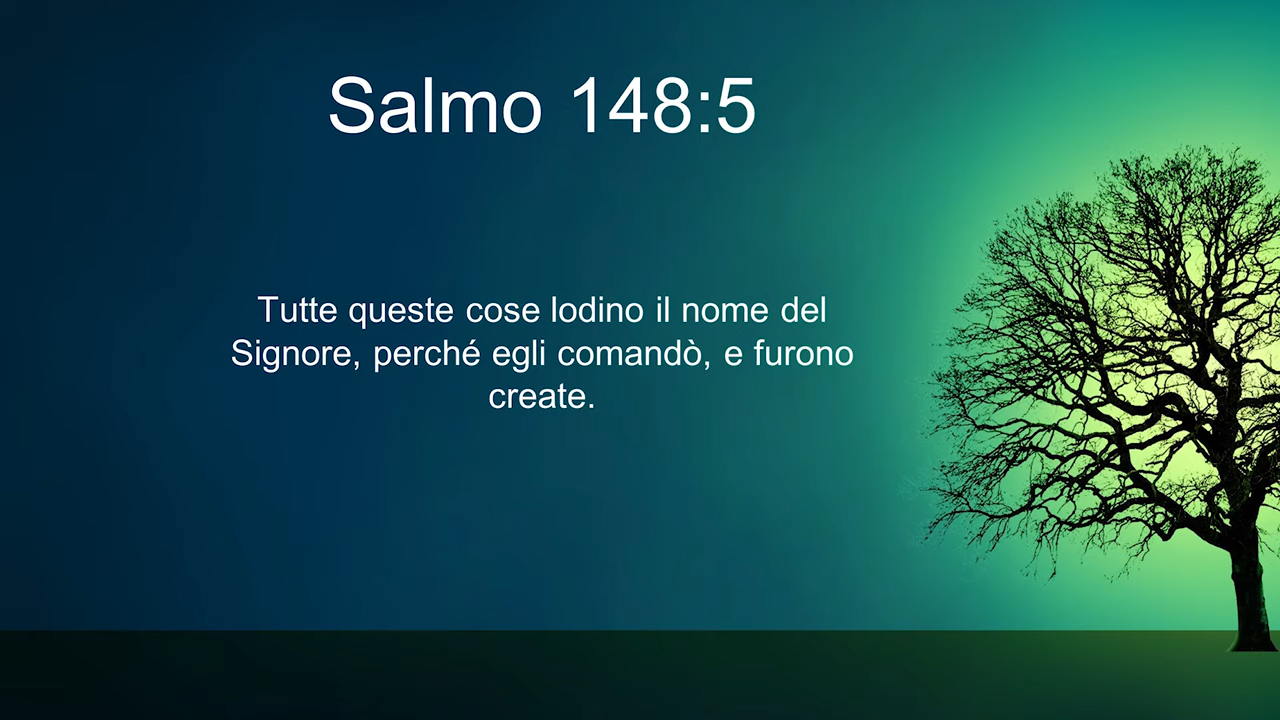 Salmo 148:5
Tutte queste cose lodino il nome del
Signore, perché egli comandò, e furono
create.